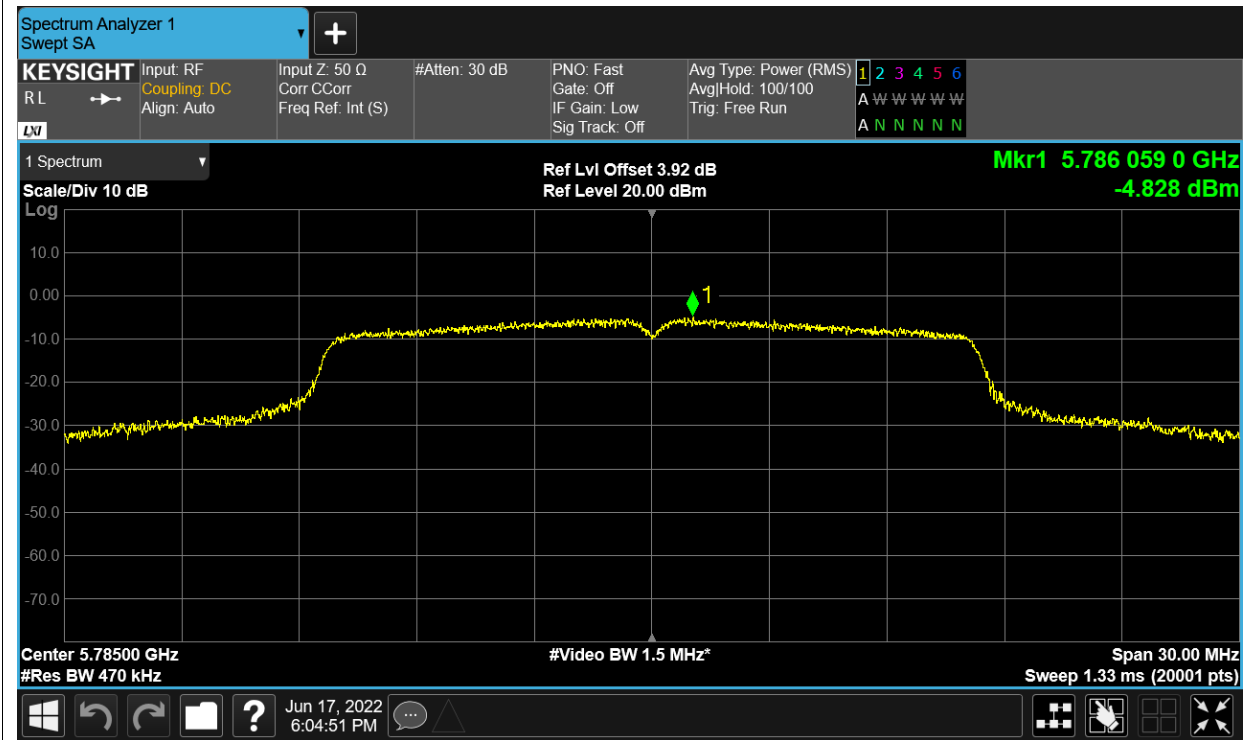 Spectrum Analyzer 1
Swept SA
KEYSIGHT
R L
LXI
Input: RF
Coupling: DC
Align: Auto
Input Z: 50 Ω
Corr CCorr
Freq Ref: Int (S)
#Atten: 30 dB
PNO: Fast
Gate: Off
IF Gain: Low
Sig Track: Off
Avg Type: Power (RMS)
Avg|Hold: 100/100
Trig: Free Run
1 2 3 4 5 6
A W W W W W
A N N N N N
1 Spectrum
Scale/Div 10 dB
Ref Lvl Offset 3.92 dB
Ref Level 20.00 dBm
Mkr1 5.786 059 0 GHz
-4.828 dBm
Log
10.0
0.00
-10.0
-20.0
-30.0
-40.0
-50.0
-60.0
-70.0
1
Center 5.78500 GHz
#Res BW 470 kHz
#Video BW 1.5 MHz*
Span 30.00 MHz
Sweep 1.33 ms (20001 pts)
?
Jun 17, 2022
6:04:51 PM